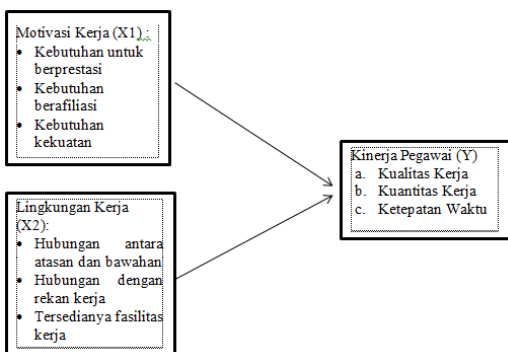 Motivasi Kerja (X1) :
• Kebutuhan untuk
berprestasi
• Kebutuhan
berafiliasi
• Kebutuhan
kekuatan
Lingkungan Kerja
(X2):
• Hubungan antara
atasan dan bawahan
• Hubungan dengan
rekan kerja
• Tersedianya fasilitas
kerja
Kinerja Pegawai (Y)
a. Kualitas Kerja
b. Kuantitas Kerja
c. Ketepatan Waktu